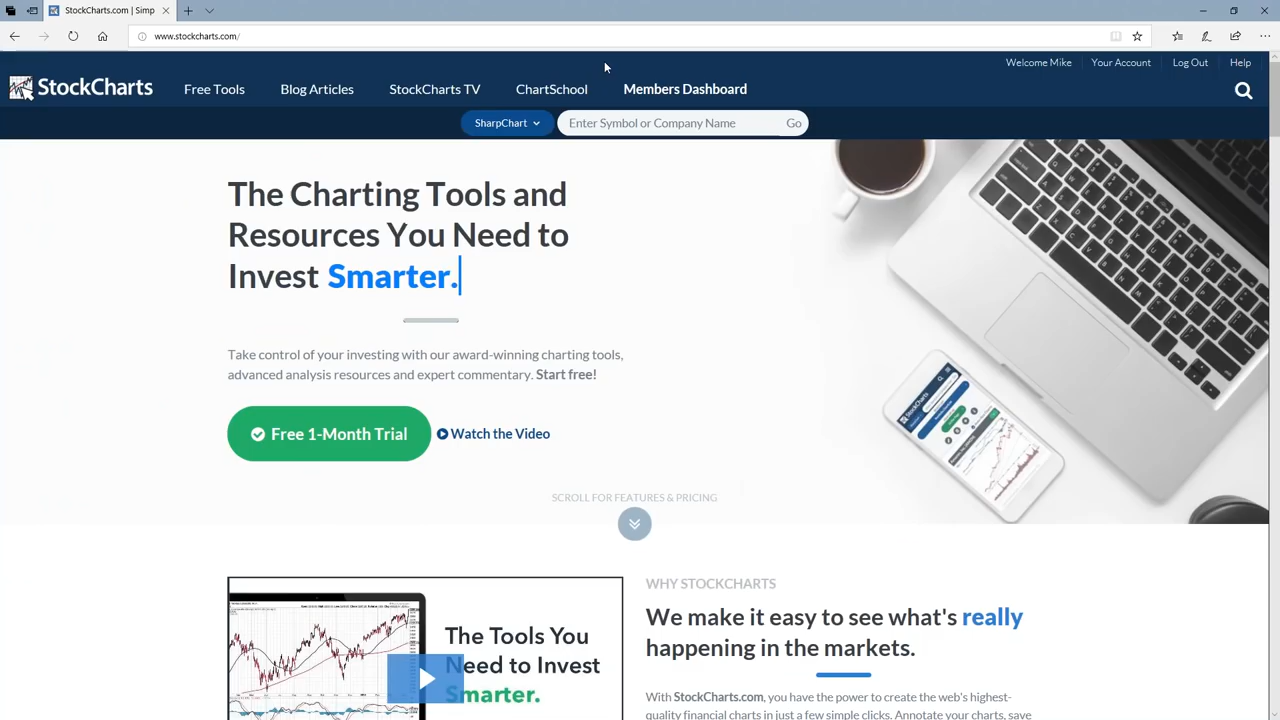 StockCharts.com | Simp
www.stockcharts.com/
Welcome Mike Your Account Log Out Help
StockCharts Free Tools Blog Articles StockCharts TV ChartSchool Members Dashboard
SharpChart Enter Symbol or Company Name Go
The Charting Tools and
Resources You Need to
Invest Smarter.
Take control of your investing with our award-winning charting tools,
advanced analysis resources and expert commentary. Start free!
Free 1-Month Trial Watch the Video
SCROLL FOR FEATURES & PRICING
The Tools You
Need to Invest
Smarter.
WHY STOCKCHARTS
We make it easy to see what's really
happening in the markets.
With StockCharts.com, you have the power to create the web's highest-
quality financial charts in just a few simple clicks. Annotate your charts, save